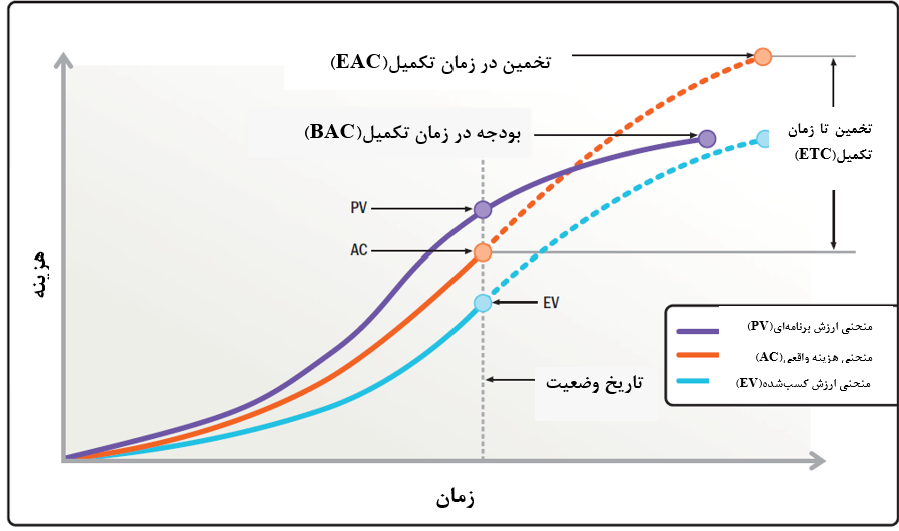 تخمین در زمان تکمیل(EAC)
بودجه در زمان تکمیل(BAC)
تخمین تا زمان
تکمیل(ETC)
PV
AC
EV
هزینه
تاریخ وضعیت
منحنی ارزش برنامه‌ای(PV)
منحنی هزینه واقعی(AC)
منحنی ارزش کسب‌شده(EV)
زمان